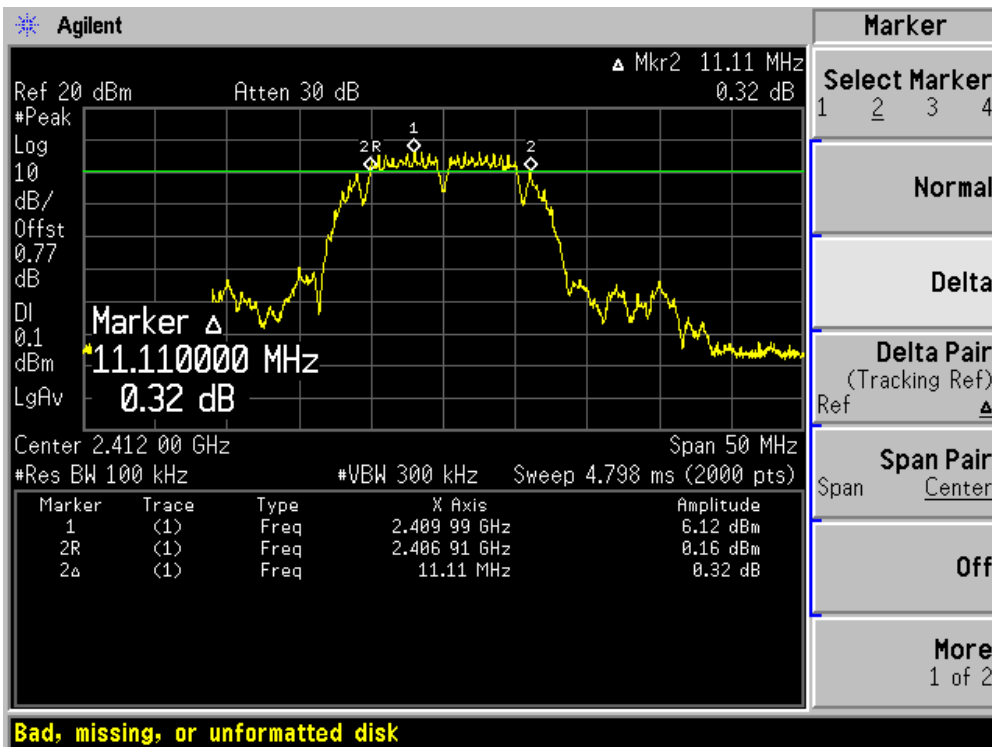 Agilent
Marker
Δ Mkr2 11.11 MHz
Ref 20 dBm Atten 30 dB 0.32 dB
#Peak
Log
10
dB/
Offst
0.77
dB
DI
0.1
dBm
LgAv
2R
1
2
Marker Δ
11.110000 MHz
0.32 dB
Center 2.412 00 GHz Span 50 MHz
#Res BW 100 kHz #VBW 300 kHz Sweep 4.798 ms (2000 pts)
Marker Trace Type X Axis Amplitude
1 (1) Freq 2.409 99 GHz 6.12 dBm
2R (1) Freq 2.406 91 GHz 0.16 dBm
2Δ (1) Freq 11.11 MHz 0.32 dB
Select Marker
1 2 3 4
Normal
Delta
Delta Pair
(Tracking Ref)
Ref Δ
Span Pair
Span Center
Off
More
1 of 2
Bad, missing, or unformatted disk